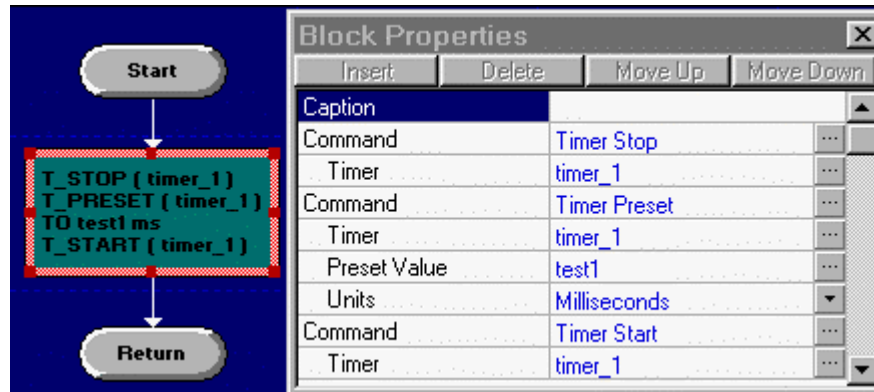 Start
T_STOP ( timer_1 )
T_PRESET ( timer_1 )
TO test1 ms
T_START ( timer_1 )
Return
Block Properties
Insert Delete Move Up Move Down
Caption
Command Timer Stop ...
Timer timer_1 ...
Command Timer Preset ...
Timer timer_1 ...
Preset Value test1 ...
Units Milliseconds
Command Timer Start ...
Timer timer_1 ...